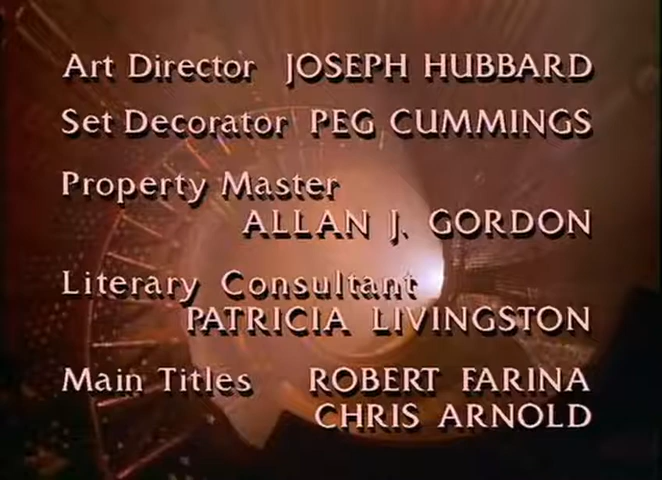 Art Director JOSEPH HUBBARD
Set Decorator PEG CUMMINGS
Property Master
ALLAN J. GORDON
Literary Consultant
PATRICIA LIVINGSTON
Main Titles ROBERT FARINA
CHRIS ARNOLD